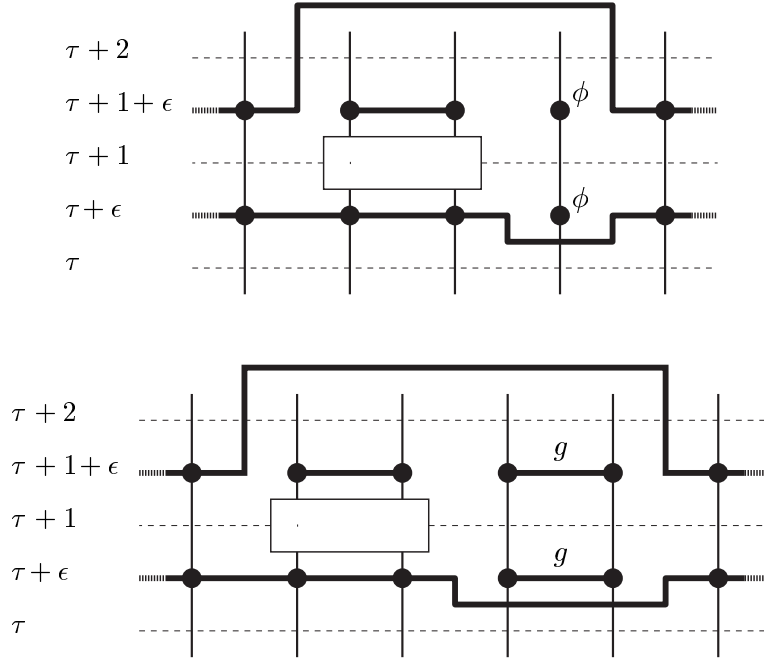 τ + 2
τ + 1 + ϵ ϕ
τ + 1
τ + ϵ ϕ
τ
τ + 2
τ + 1 + ϵ g
τ + 1
τ + ϵ g
τ